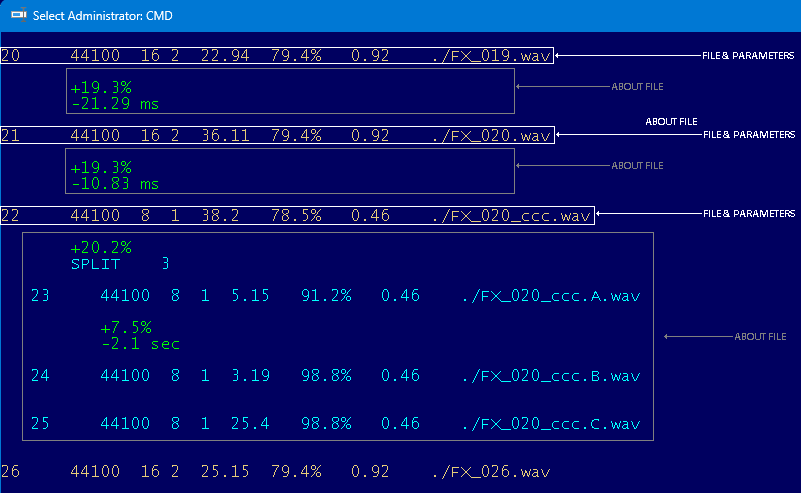 Select Administrator: CMD
20 44100 16 2 22.94 79.4% 0.92 ./FX_019.wav FILE & PARAMETERS
+19.3% ABOUT FILE
-21.29 ms
ABOUT FILE
21 44100 16 2 36.11 79.4% 0.92 ./FX_020.wav FILE & PARAMETERS
+19.3% ABOUT FILE
-10.83 ms
22 44100 8 1 38.2 78.5% 0.46 ./FX_020_ccc.wav FILE & PARAMETERS
+20.2%
SPLIT 3
23 44100 8 1 5.15 91.2% 0.46 ./FX_020_ccc.A.wav
+7.5% ABOUT FILE
-2.1 sec
24 44100 8 1 3.19 98.8% 0.46 ./FX_020_ccc.B.wav
25 44100 8 1 25.4 98.8% 0.46 ./FX_020_ccc.C.wav
26 44100 16 2 25.15 79.4% 0.92 ./FX_026.wav